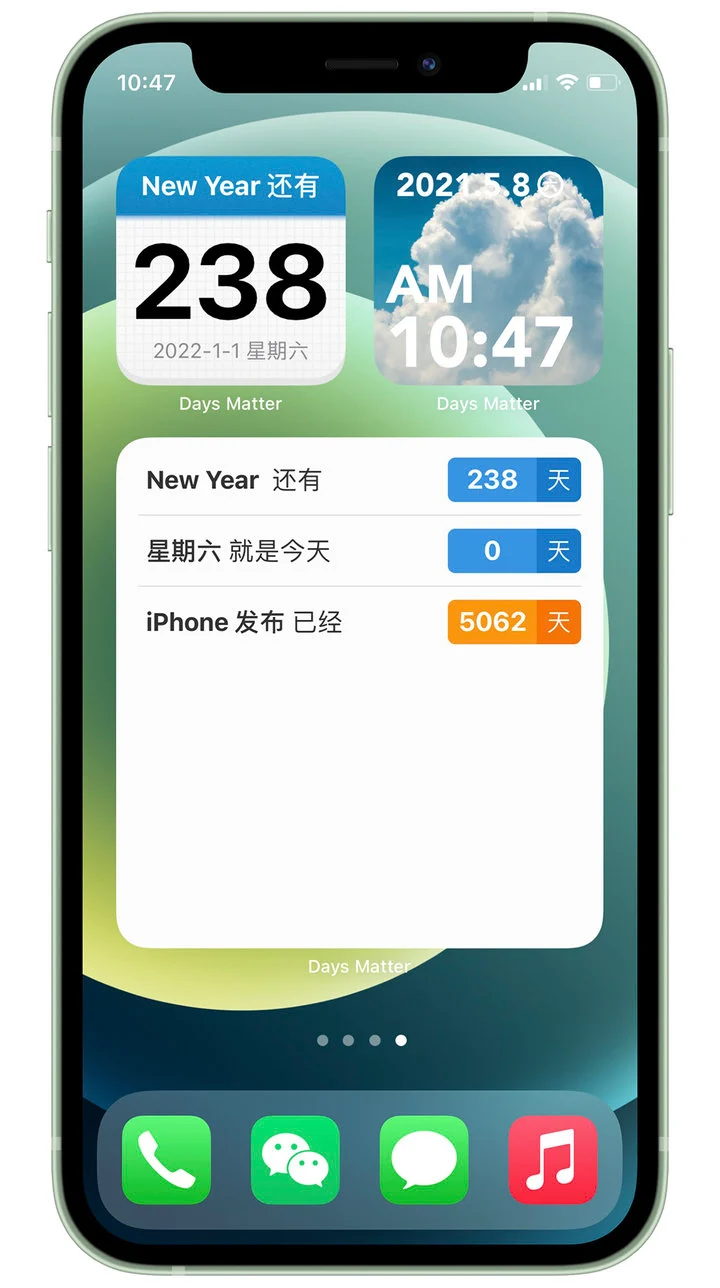 10:47
New Year 还有
238
2022-1-1 星期六
Days Matter
2021.5.8 ㊅
AM
10:47
Days Matter
New Year 还有 238 天
星期六 就是今天 0 天
iPhone 发布 已经 5062 天
Days Matter